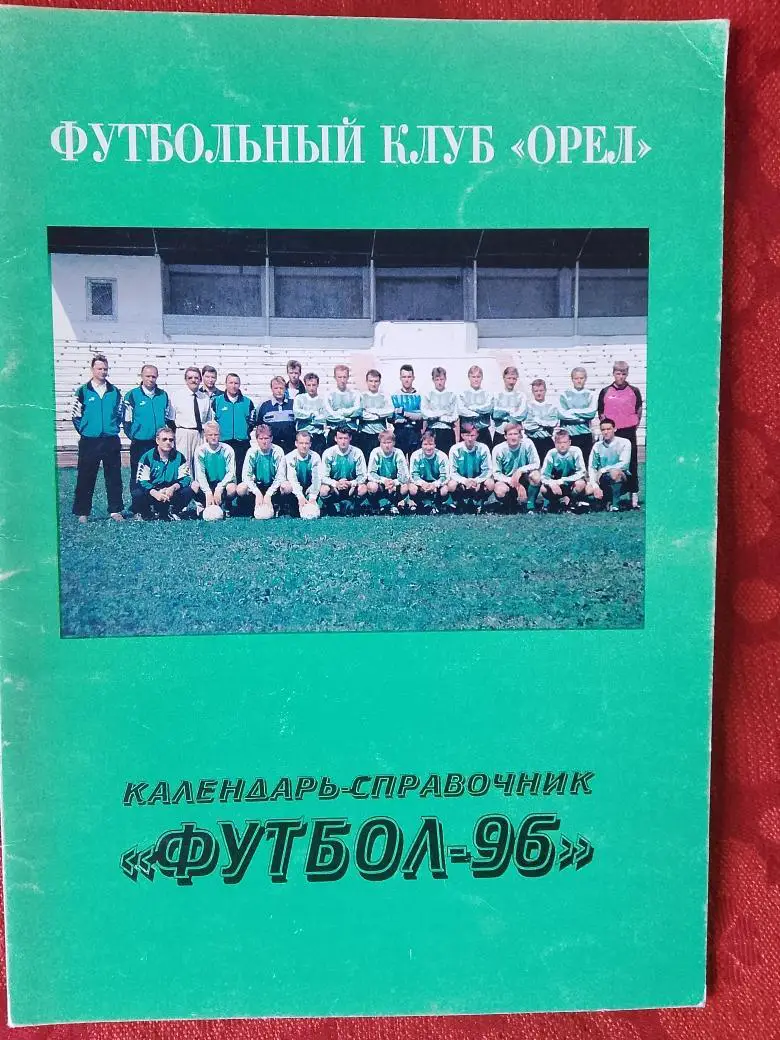 ФУТБОЛЬНЫЙ КЛУБ «ОРЕЛ»
КАЛЕНДАРЬ-СПРАВОЧНИК
«ФУТБОЛ-96»